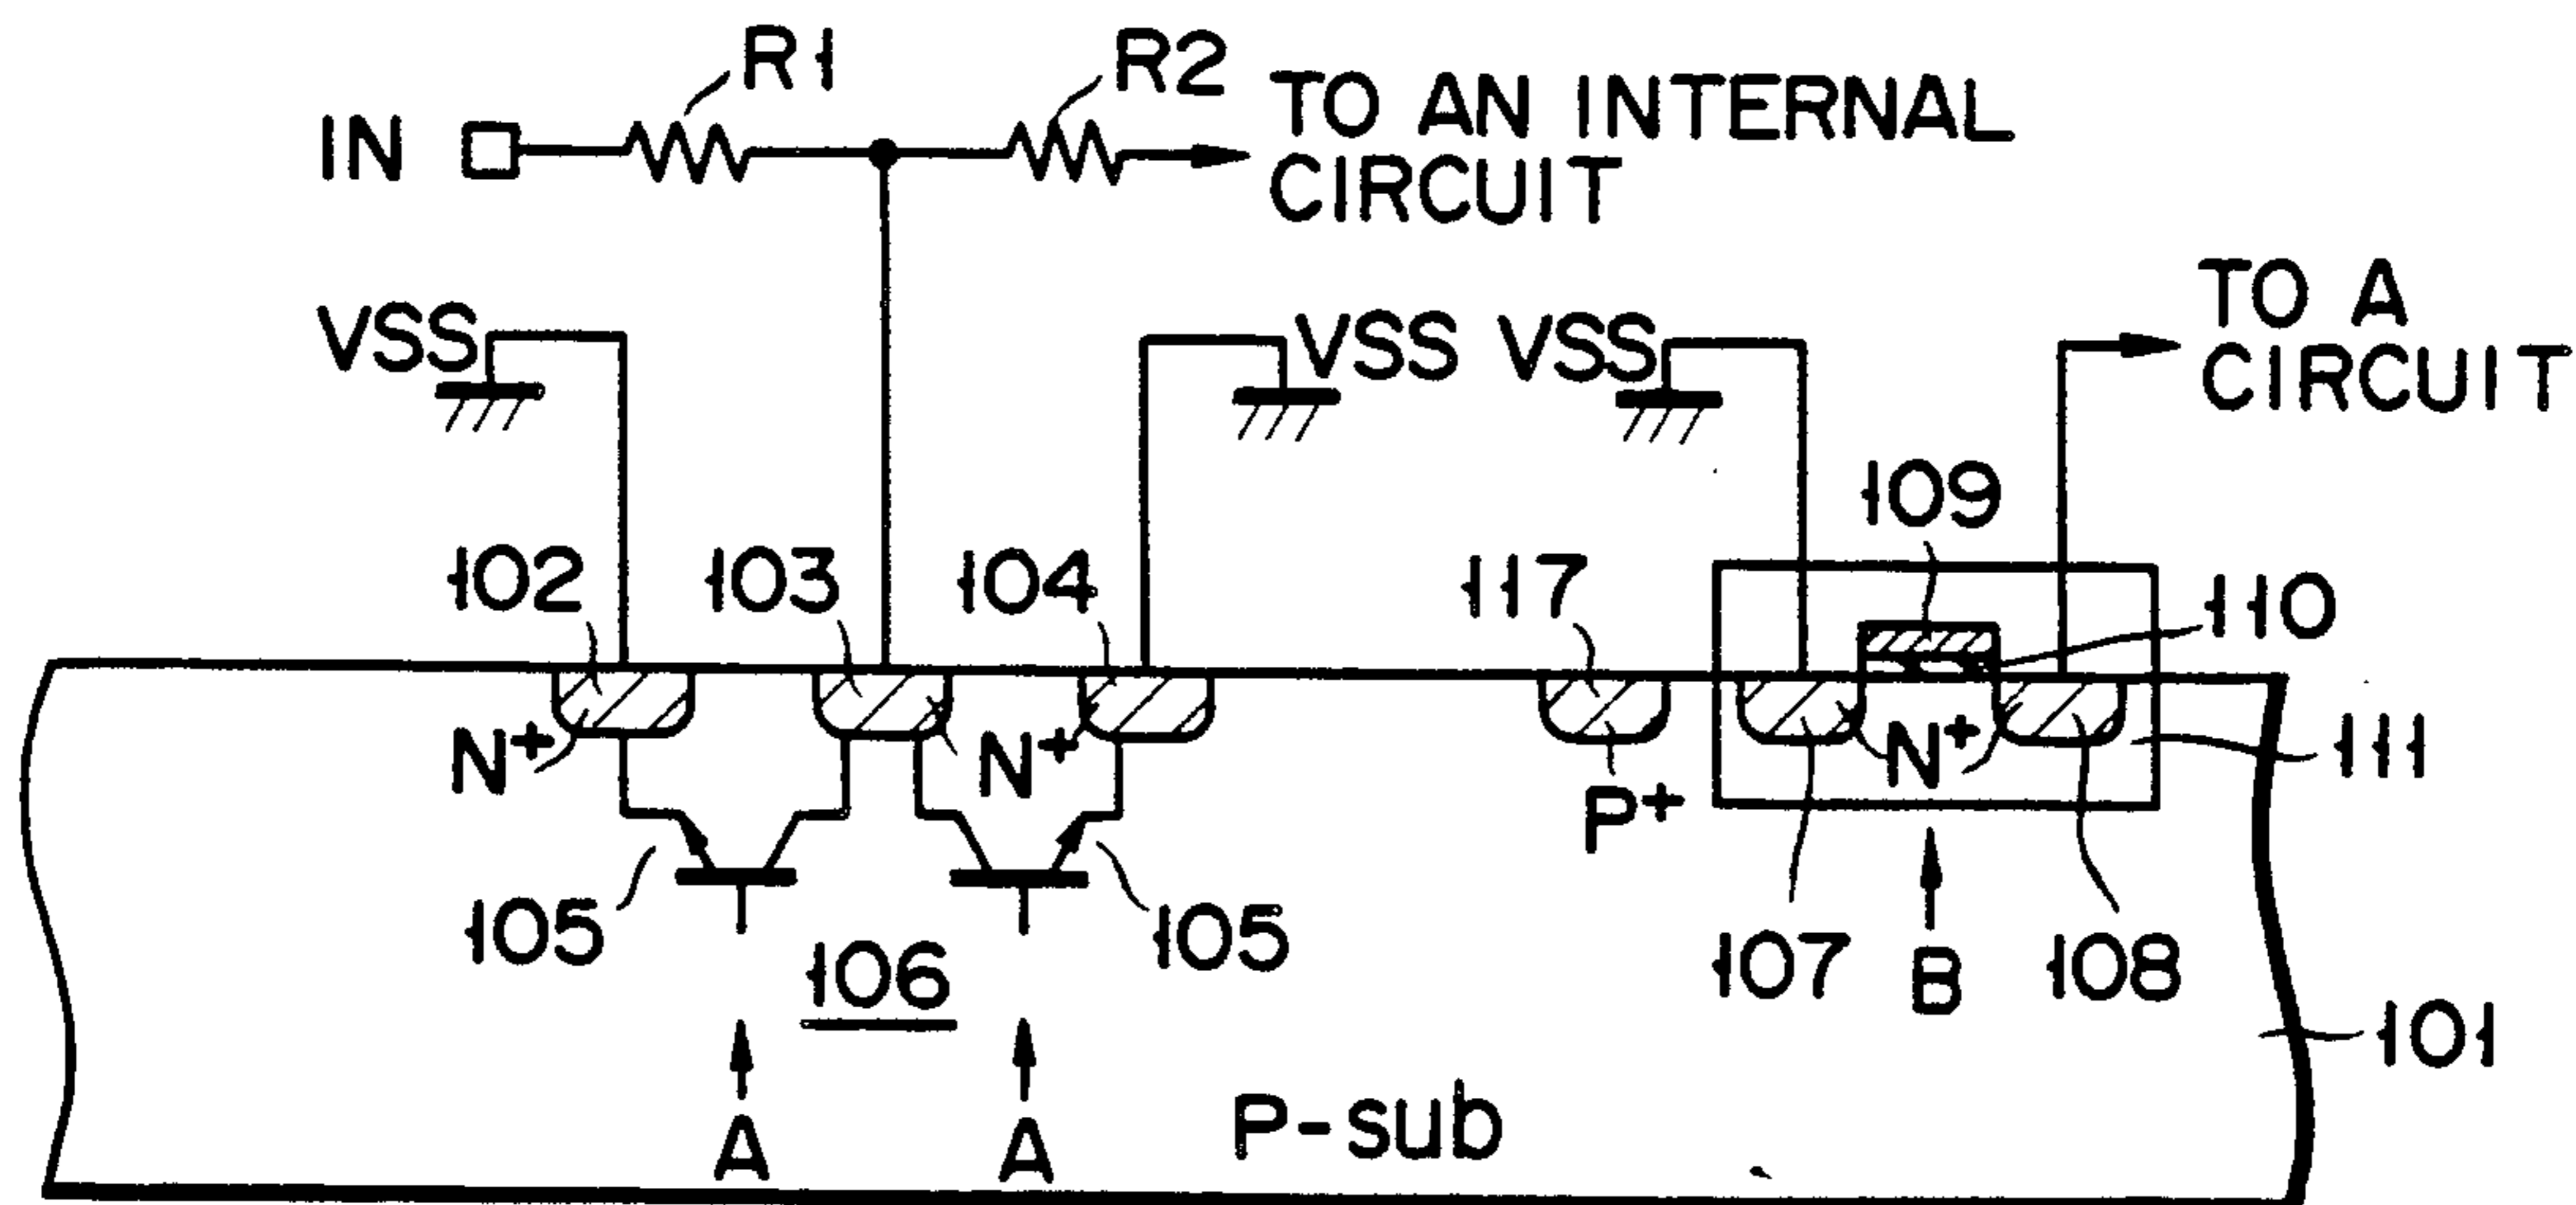 R1
R2
IN
TO AN INTERNAL
CIRCUIT
VSS
VSS
VSS
TO A
CIRCUIT
109
102
103
104
117
110
N+
N+
N+
111
P+
105
106
105
107
B
108
101
A
A
P-sub